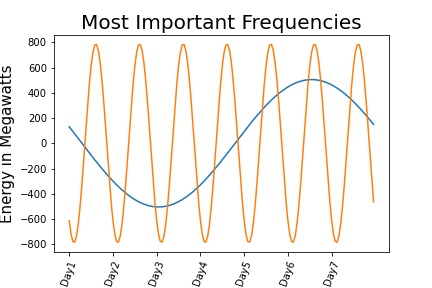 Most Important Frequencies
Energy in Megawatts
800
600
400
200
0
−200
−400
−600
−800
Day1
Day2
Day3
Day4
Day5
Day6
Day7